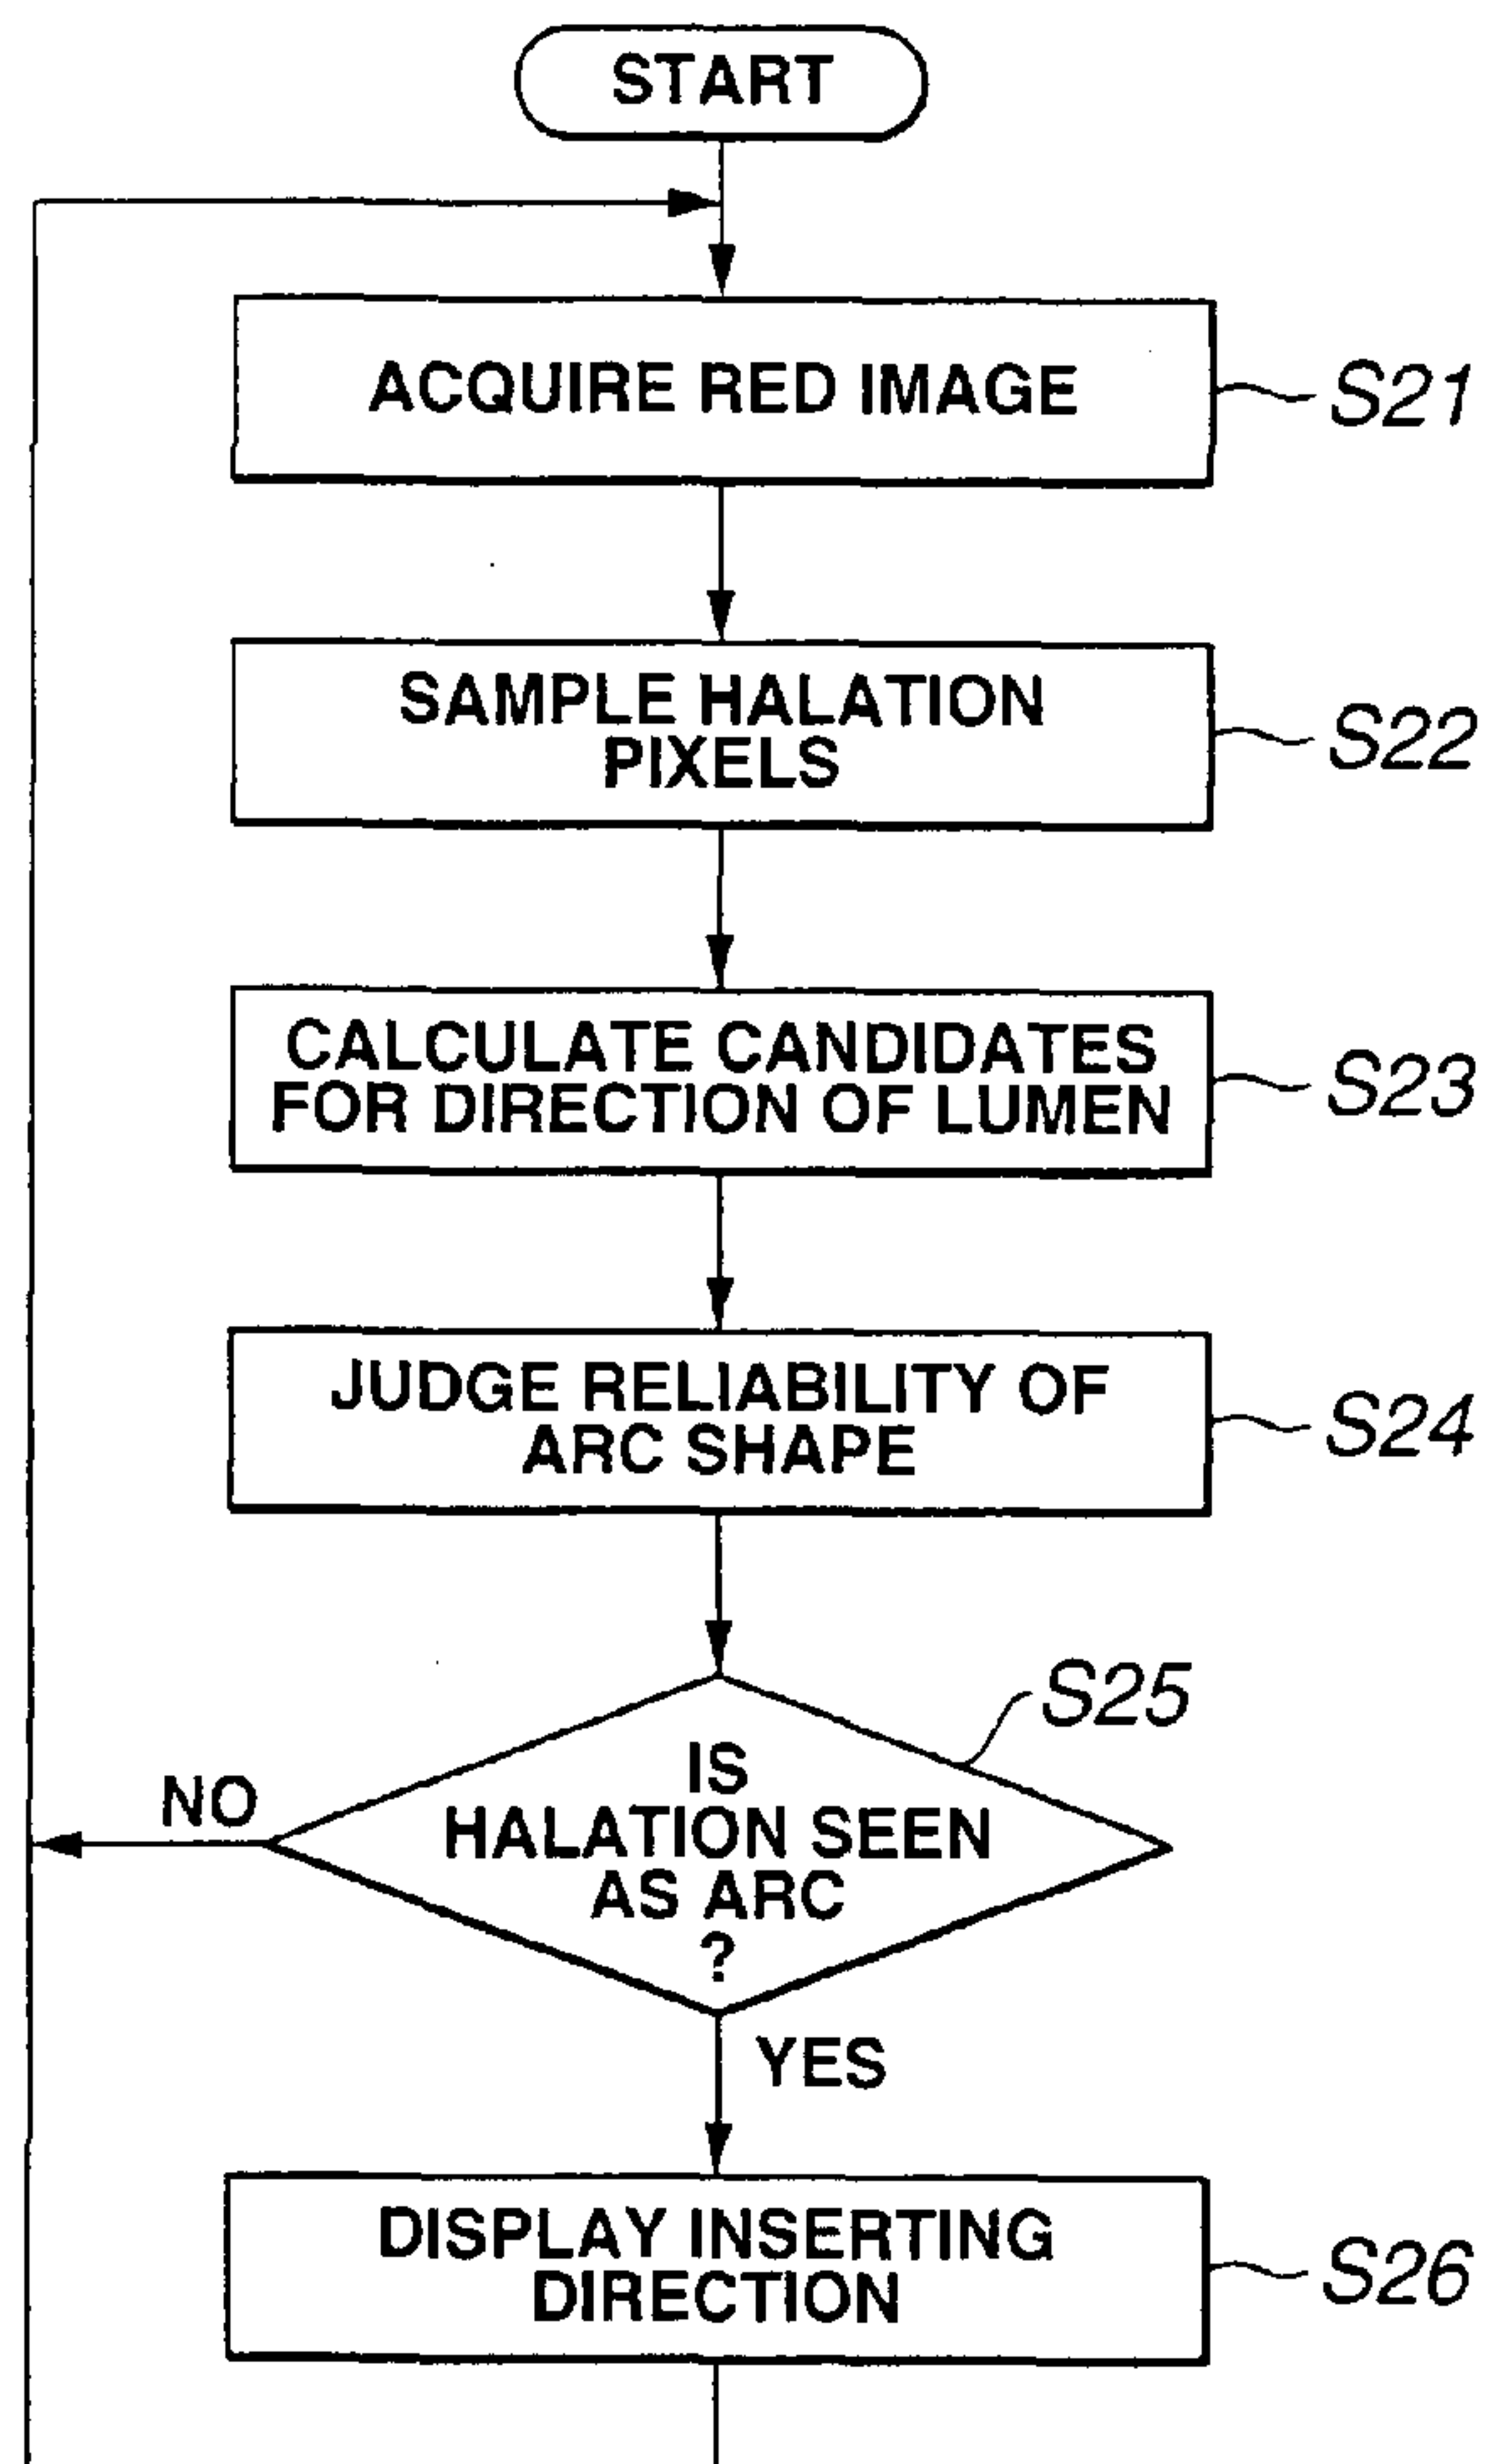 START
ACQUIRE RED IMAGE
S21
SAMPLE HALATION
PIXELS
S22
CALCULATE CANDIDATES
FOR DIRECTION OF LUMEN
S23
JUDGE RELIABILITY OF
ARC SHAPE
S24
S25
IS
HALATION SEEN
AS ARC
?
NO
YES
DISPLAY INSERTING
DIRECTION
S26